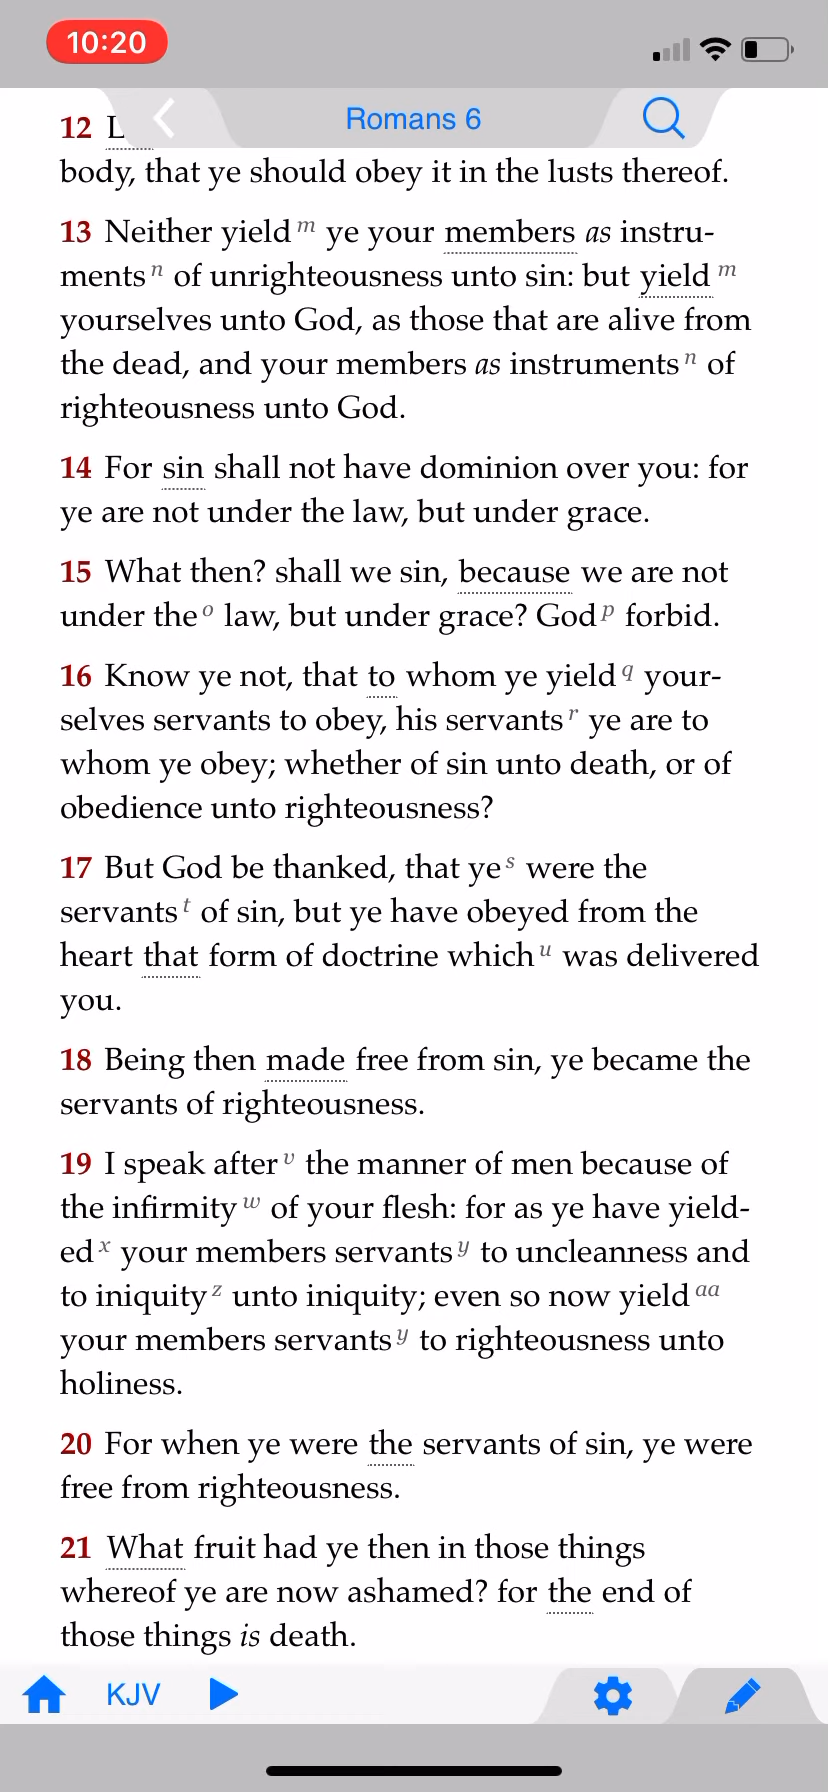 10:20
Romans 6
12 L
body, that ye should obey it in the lusts thereof.
13 Neither yield m ye your members as instru-
ments n of unrighteousness unto sin: but yield m
yourselves unto God, as those that are alive from
the dead, and your members as instruments n of
righteousness unto God.
14 For sin shall not have dominion over you: for
ye are not under the law, but under grace.
15 What then? shall we sin, because we are not
under the o law, but under grace? God p forbid.
16 Know ye not, that to whom ye yield q your-
selves servants to obey, his servants r ye are to
whom ye obey; whether of sin unto death, or of
obedience unto righteousness?
17 But God be thanked, that ye s were the
servants t of sin, but ye have obeyed from the
heart that form of doctrine which u was delivered
you.
18 Being then made free from sin, ye became the
servants of righteousness.
19 I speak after v the manner of men because of
the infirmity w of your flesh: for as ye have yield-
ed x your members servants y to uncleanness and
to iniquity z unto iniquity; even so now yield aa
your members servants y to righteousness unto
holiness.
20 For when ye were the servants of sin, ye were
free from righteousness.
21 What fruit had ye then in those things
whereof ye are now ashamed? for the end of
those things is death.
KJV